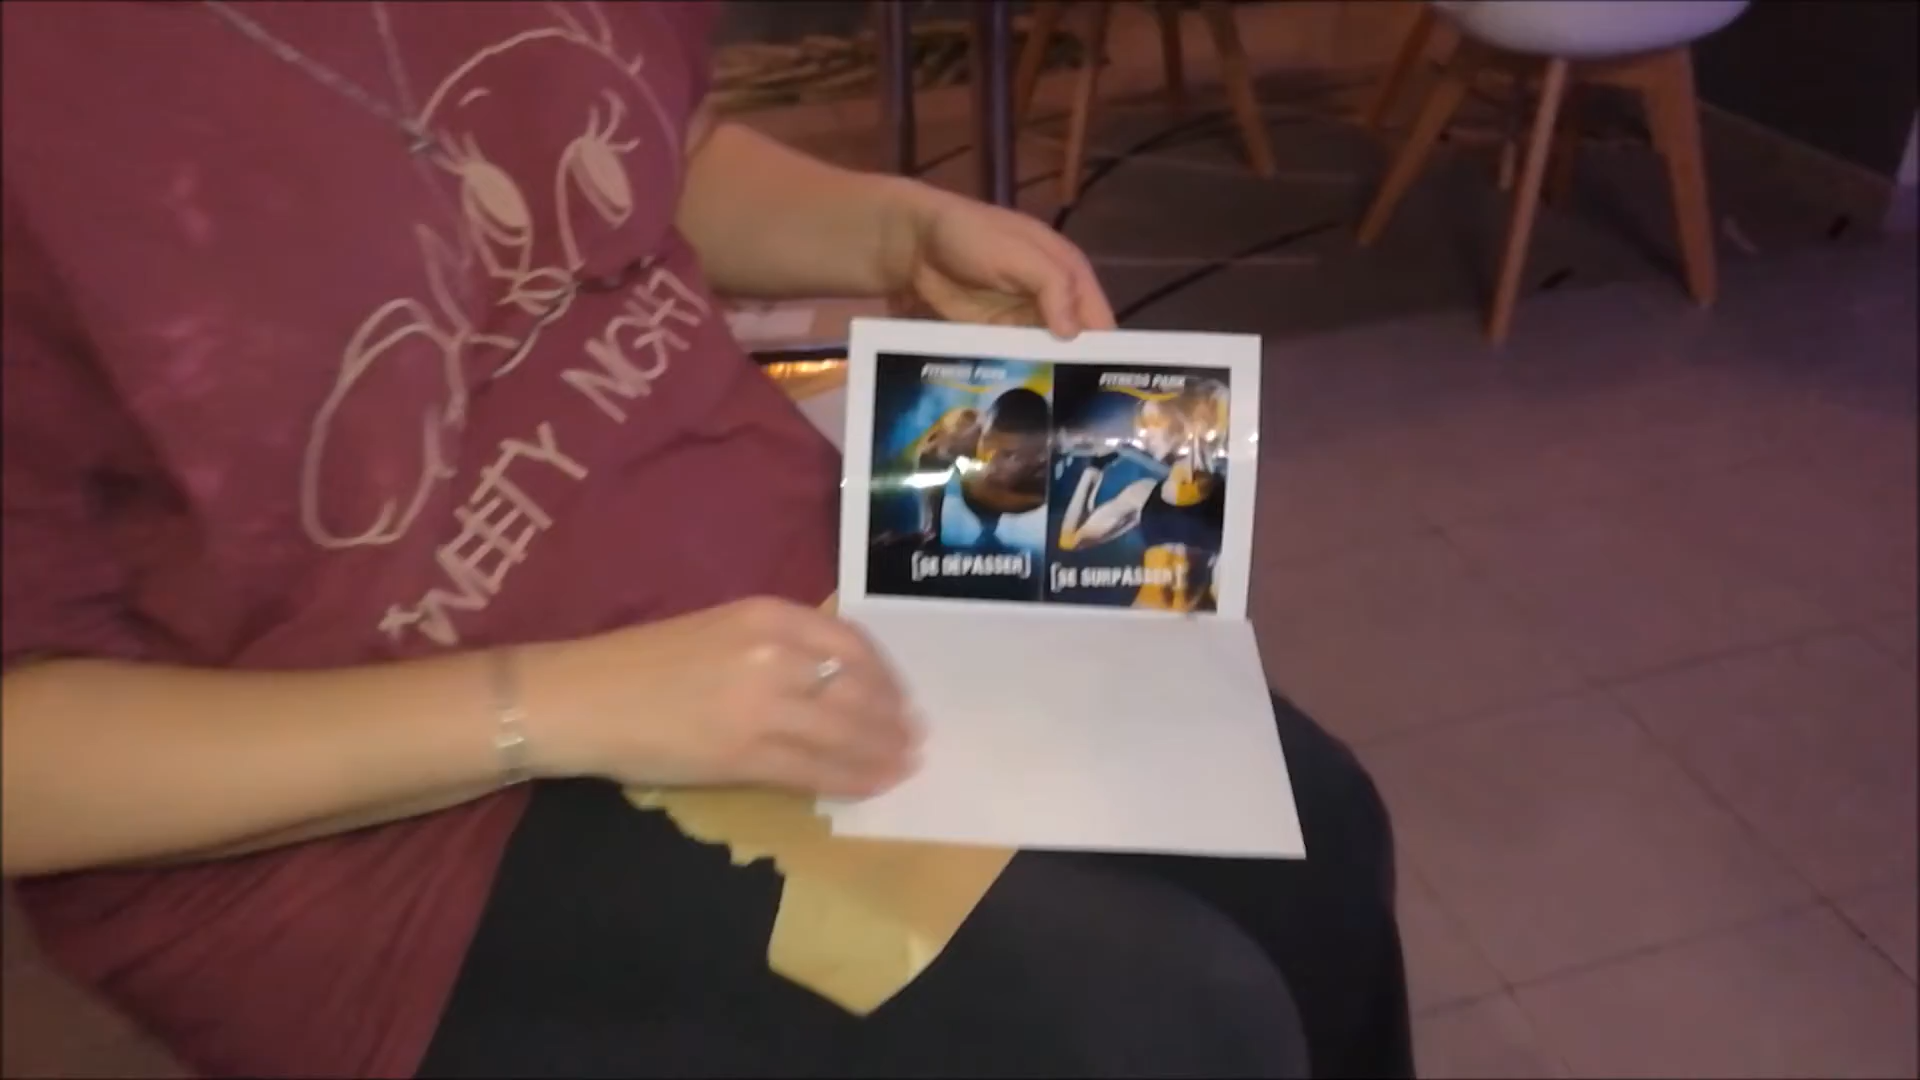 TWEETY NIGHT
FITNESS PARK
[SE DÉPASSER]
FITNESS PARK
[SE SURPASSER]